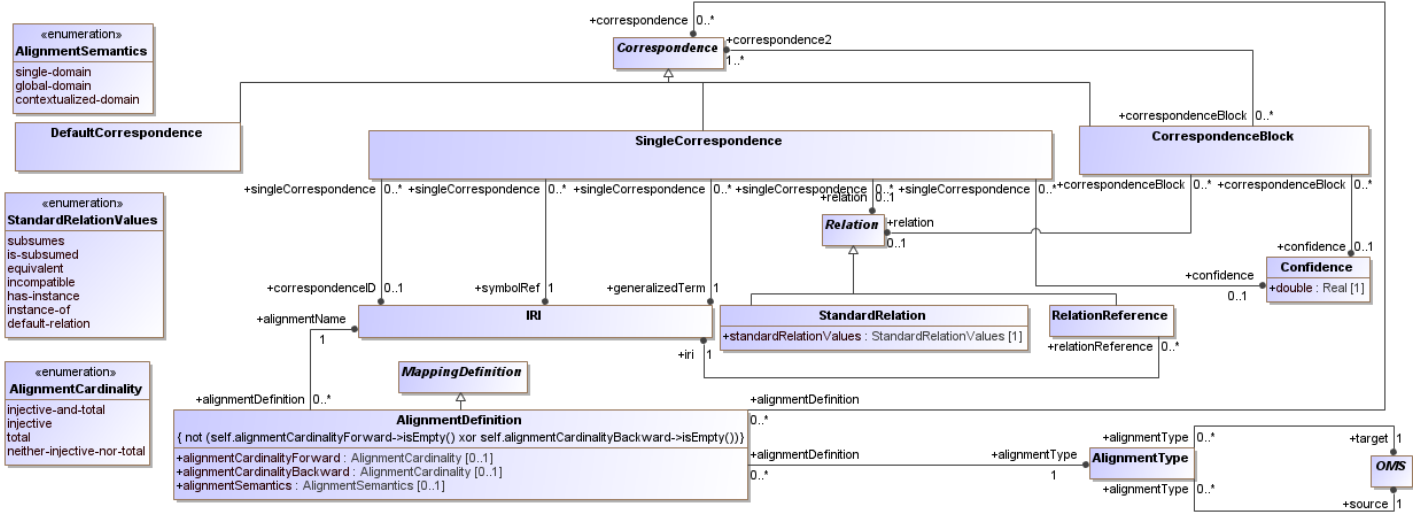 +correspondence 0..*
«enumeration»
AlignmentSemantics
single-domain
global-domain
contextualized-domain
Correspondence
+correspondence2
1..*
DefaultCorrespondence
SingleCorrespondence
+correspondenceBlock 0..*
CorrespondenceBlock
+singleCorrespondence 0..*
+singleCorrespondence 0..*
+singleCorrespondence 0..*
+singleCorrespondence 0..*
+singleCorrespondence 0..*
+correspondenceBlock 0..*
+correspondenceBlock 0..*
«enumeration»
StandardRelationValues
subsumes
is-subsumed
equivalent
incompatible
has-instance
instance-of
default-relation
+relation 0..1
Relation
+relation
0..1
+confidence 0..1
Confidence
+double : Real [1]
+confidence
0..1
+correspondenceID 0..1
+symbolRef 1
+generalizedTerm 1
IRI
StandardRelation
+standardRelationValues : StandardRelationValues [1]
RelationReference
+relationReference 0..*
+iri 1
+alignmentName
1
«enumeration»
AlignmentCardinality
injective-and-total
injective
total
neither-injective-nor-total
MappingDefinition
+alignmentDefinition 0..*
AlignmentDefinition
{ not (self.alignmentCardinalityForward->isEmpty() xor self.alignmentCardinalityBackward->isEmpty())}
+alignmentCardinalityForward : AlignmentCardinality [0..1]
+alignmentCardinalityBackward : AlignmentCardinality [0..1]
+alignmentSemantics : AlignmentSemantics [0..1]
+alignmentDefinition
0..*
+alignmentDefinition
0..*
+alignmentType
1
+alignmentType 0..*
AlignmentType
+alignmentType 0..*
+target 1
OMS
+source 1